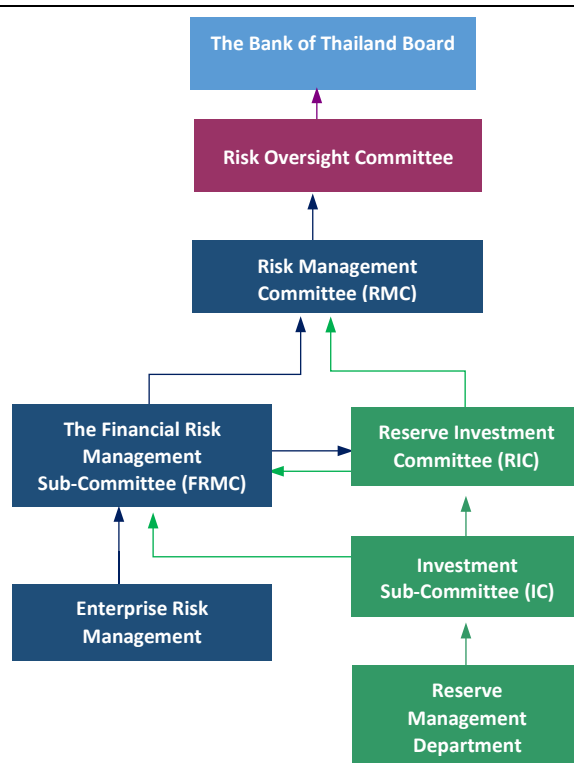 The Bank of Thailand Board
Risk Oversight Committee
Risk Management
Committee (RMC)
The Financial Risk
Management
Sub-Committee (FRMC)
Reserve Investment
Committee (RIC)
Investment
Sub-Committee (IC)
Enterprise Risk
Management
Reserve
Management
Department